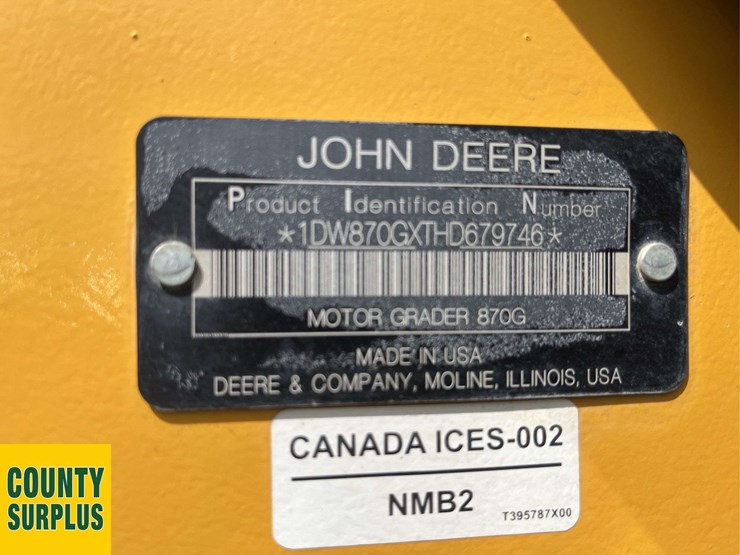 JOHN DEERE
Product Identification Number
*1DW870GXTHD679746*
MOTOR GRADER 870G
MADE IN USA
DEERE & COMPANY, MOLINE, ILLINOIS, USA
CANADA ICES-002
NMB2
T395787X00
COUNTY
SURPLUS